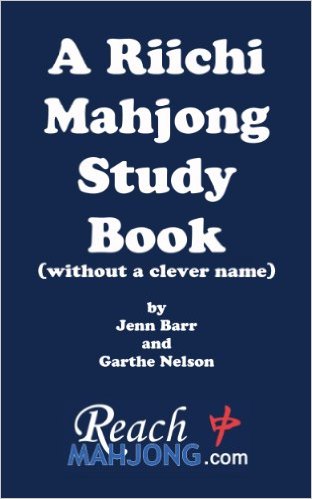 A Riichi
Mahjong
Study
Book
(without a clever name)
by
Jenn Barr
and
Garthe Nelson
Reach 中
MAHJONG.com